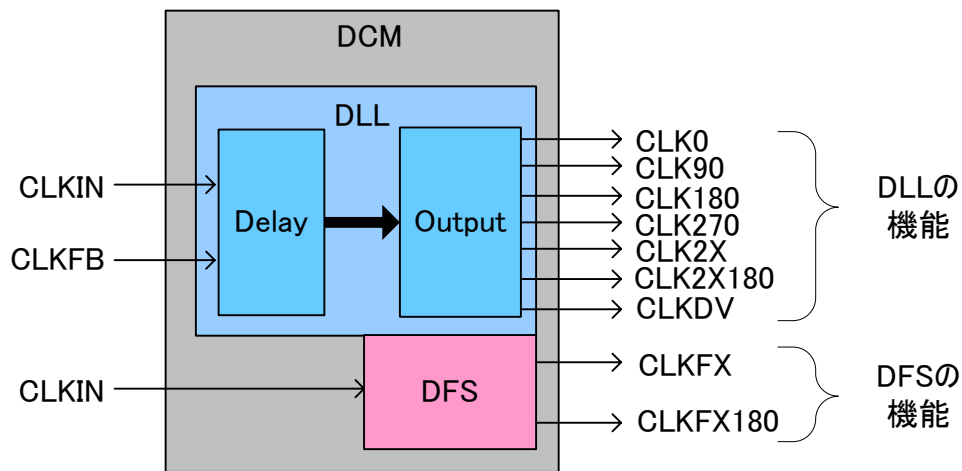 DCM
DLL
CLKIN
CLKFB
Delay
Output
CLK0
CLK90
CLK180
CLK270
CLK2X
CLK2X180
CLKDV
DLLの
機能
CLKIN
DFS
CLKFX
CLKFX180
DFSの
機能